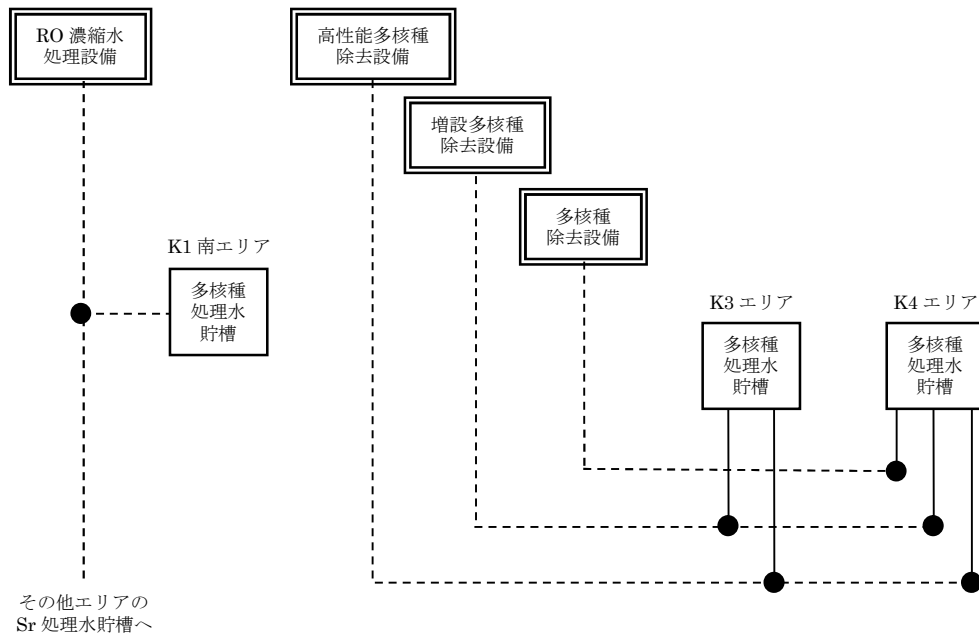 RO 濃縮水
処理設備
高性能多核種
除去設備
増設多核種
除去設備
多核種
除去設備
K1 南エリア
多核種
処理水
貯槽
K3 エリア
多核種
処理水
貯槽
K4 エリア
多核種
処理水
貯槽
その他エリアの
Sr 処理水貯槽へ